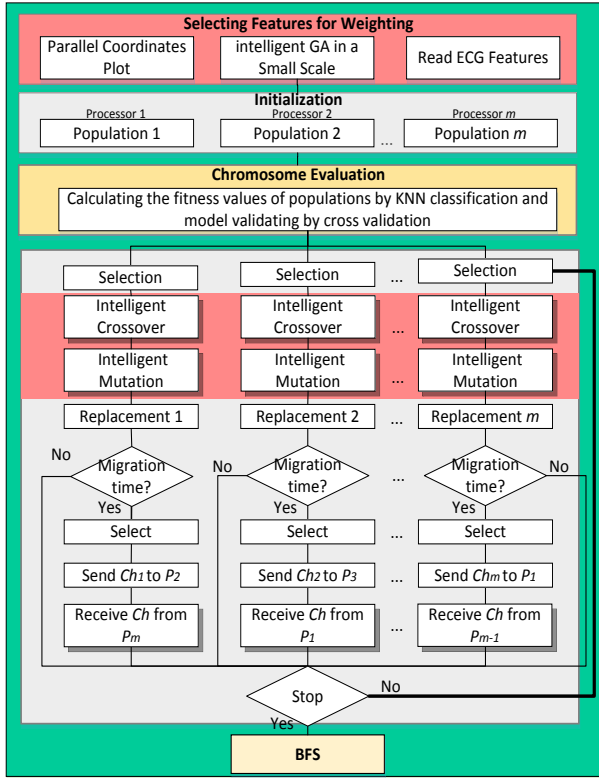 Selecting Features for Weighting
Parallel Coordinates
Plot
intelligent GA in a
Small Scale
Read ECG Features
Initialization
Processor 1
Population 1
Processor 2
Population 2
...
Processor m
Population m
Chromosome Evaluation
Calculating the fitness values of populations by KNN classification and
model validating by cross validation
Selection
Selection
...
Selection
Intelligent
Crossover
Intelligent
Crossover
...
Intelligent
Crossover
Intelligent
Mutation
Intelligent
Mutation
...
Intelligent
Mutation
Replacement 1
Replacement 2
...
Replacement m
No
Migration
time?
No
Migration
time?
...
Migration
time?
No
Yes
Yes
Yes
Select
Select
...
Select
Send Ch1 to P2
Send Ch2 to P3
...
Send Chm to P1
Receive Ch from
Pm
Receive Ch from
P1
...
Receive Ch from
Pm-1
Stop
No
Yes
BFS